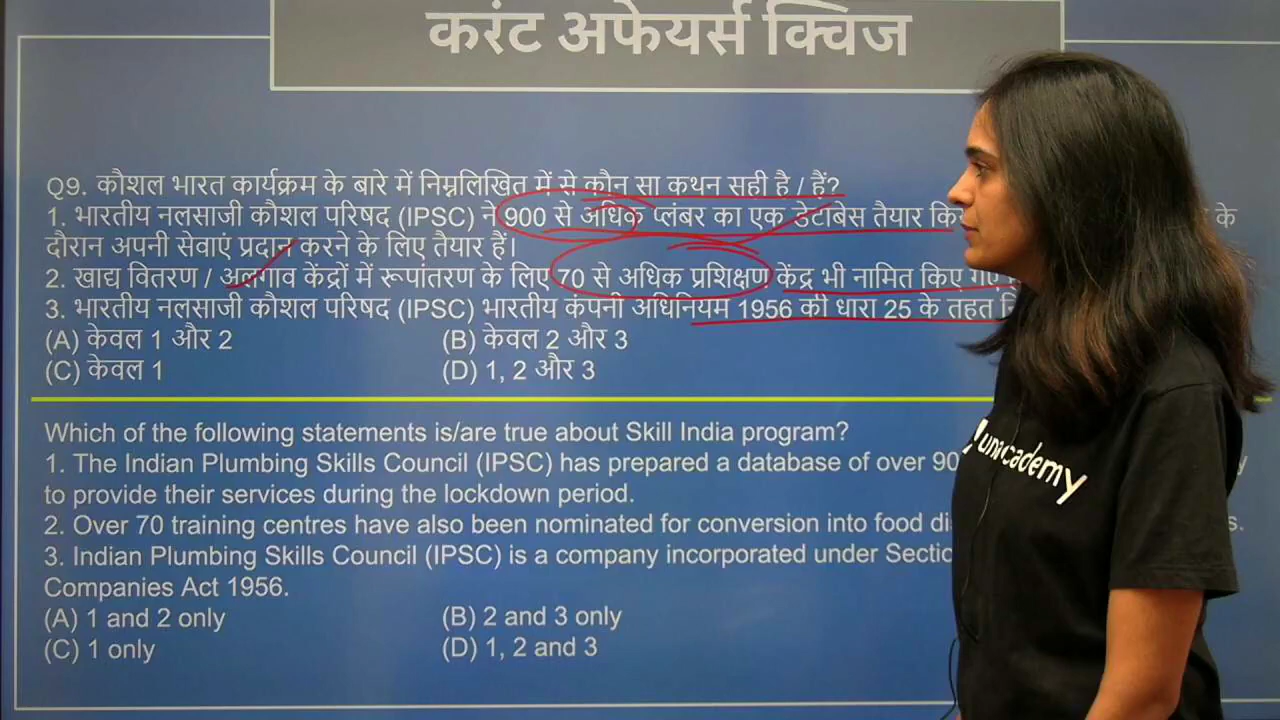 करंट अफेयर्स क्विज
Q9. कौशल भारत कार्यक्रम के बारे में निम्नलिखित में से कौन सा कथन सही है / हैं?
1. भारतीय नलसाजी कौशल परिषद (IPSC) ने 900 से अधिक प्लंबर का एक डेटाबेस तैयार के
दौरान अपनी सेवाएं प्रदान करने के लिए तैयार हैं।
2. खाद्य वितरण / अलगाव केंद्रों में रूपांतरण के लिए 70 से अधिक प्रशिक्षण केंद्र भी नामित किए गए
3. भारतीय नलसाजी कौशल परिषद (IPSC) भारतीय कंपनी अधिनियम 1956 की धारा 25 के तहत
(A) केवल 1 और 2 (B) केवल 2 और 3
(C) केवल 1 (D) 1, 2 और 3
Which of the following statements is/are true about Skill India program?
1. The Indian Plumbing Skills Council (IPSC) has prepared a database of over
to provide their services during the lockdown period.
2. Over 70 training centres have also been nominated for conversion into food
3. Indian Plumbing Skills Council (IPSC) is a company incorporated under
Companies Act 1956.
(A) 1 and 2 only (B) 2 and 3 only
(C) 1 only (D) 1, 2 and 3
unacademy